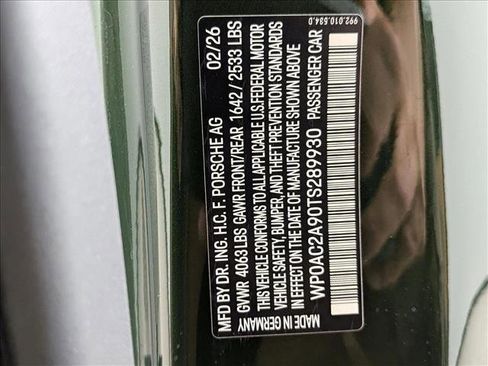 992.010.534.0
MFD BY DR. ING. H.C. F. PORSCHE AG 02/26
GVWR 4063 LBS GAWR FRONT/REAR 1642 / 2533 LBS
THIS VEHICLE CONFORMS TO ALL APPLICABLE U.S. FEDERAL MOTOR
VEHICLE SAFETY, BUMPER, AND THEFT PREVENTION STANDARDS
IN EFFECT ON THE DATE OF MANUFACTURE SHOWN ABOVE
WP0AC2A90TS289930 PASSENGER CAR
MADE IN GERMANY